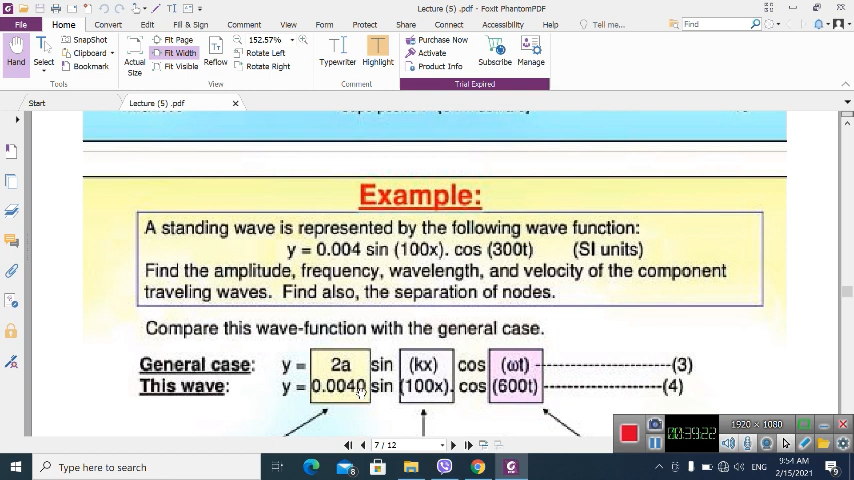 Lecture (5) .pdf - Foxit PhantomPDF
File Home Convert Edit Fill & Sign Comment View Form Protect Share Connect Accessibility Help Tell me... Find
Hand
Select
SnapShot
Clipboard
Bookmark
Tools
Actual Size
Fit Page
Fit Width
Fit Visible
Reflow
152.57%
Rotate Left
Rotate Right
View
Typewriter
Highlight
Comment
Purchase Now
Activate
Product Info
Subscribe
Manage
Trial Expired
Start Lecture (5) .pdf
Example:
A standing wave is represented by the following wave function:
y = 0.004 sin (100x). cos (300t) (SI units)
Find the amplitude, frequency, wavelength, and velocity of the component
traveling waves. Find also, the separation of nodes.
Compare this wave-function with the general case.
General case: y = 2a sin (kx) cos (ωt) (3)
This wave: y = 0.0040 sin (100x). cos (600t) (4)
7 / 12
1920 × 1080
00:39:22
Type here to search
ENG
9:54 AM
2/15/2021